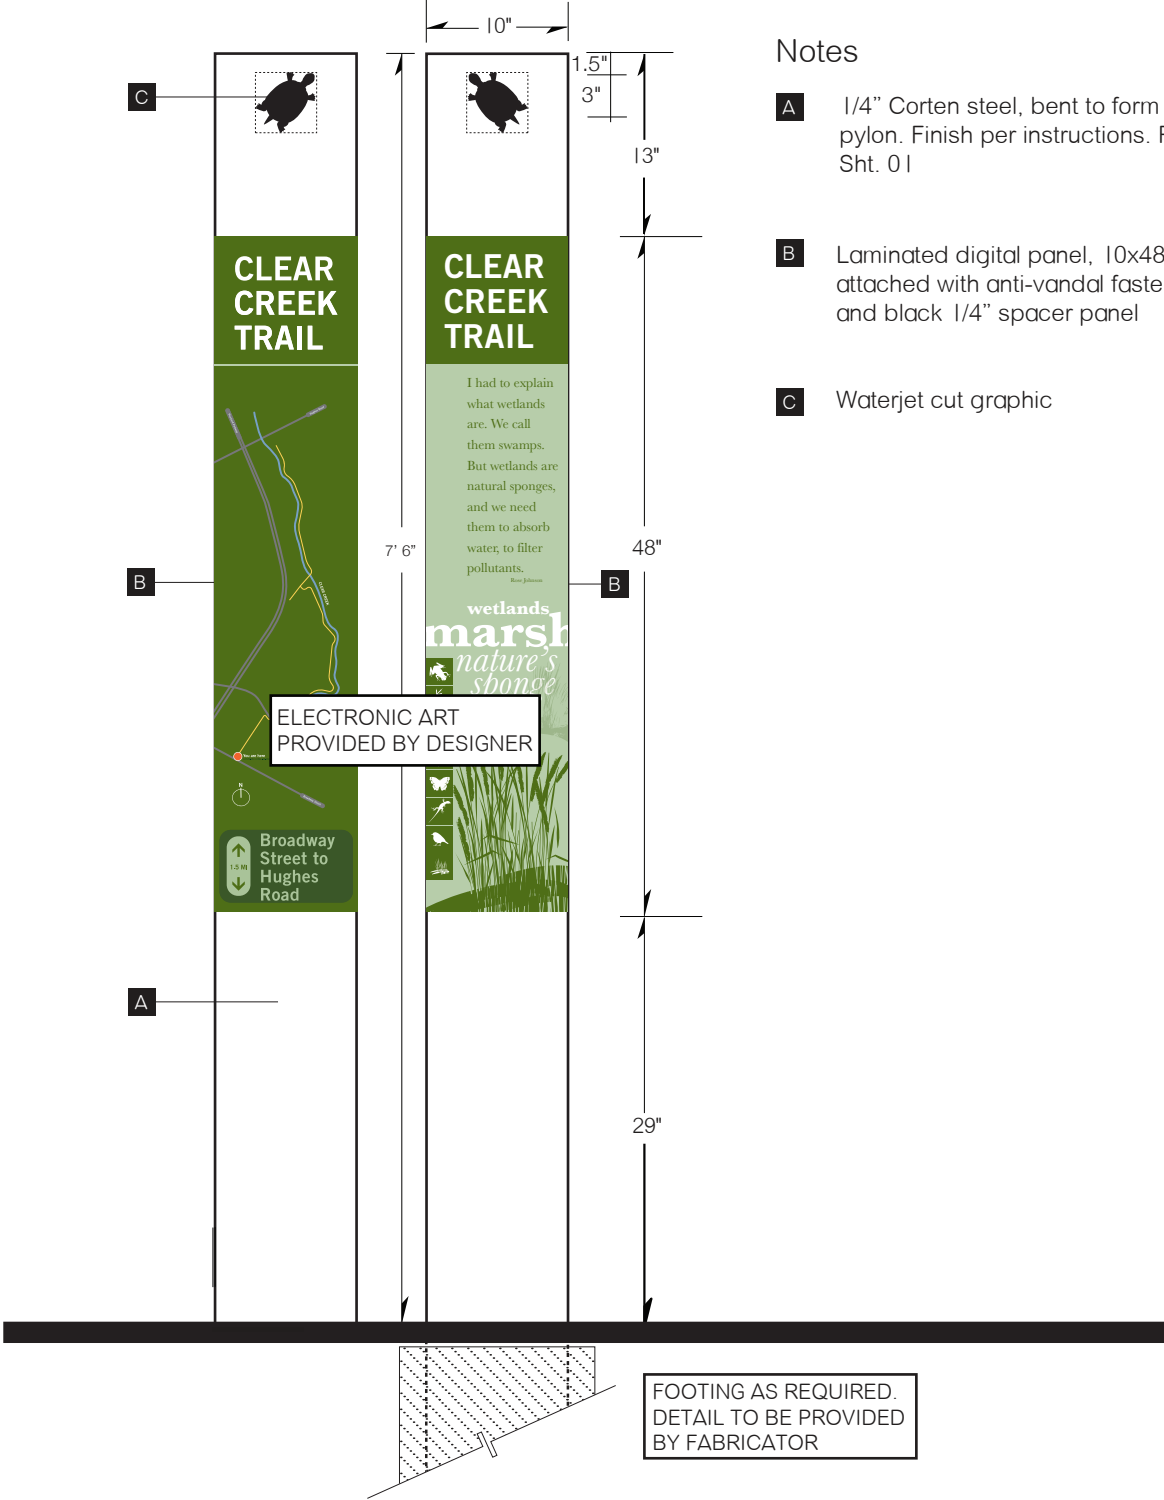 10"
1.5"
3"
13"
C
Notes
A
1/4” Corten steel, bent to form
pylon. Finish per instructions.
Sht. 01
B
Laminated digital panel, 10x48
attached with anti-vandal faste
and black 1/4” spacer panel
C
Waterjet cut graphic
CLEAR
CREEK
TRAIL
CLEAR
CREEK
TRAIL
I had to explain
what wetlands
are. We call
them swamps.
But wetlands are
natural sponges,
and we need
them to absorb
water, to filter
pollutants.
7’ 6”
48"
B
B
wetlands
marsh
nature’s
sponge
ELECTRONIC ART
PROVIDED BY DESIGNER
You are here
N
1.5 MI
Broadway
Street to
Hughes
Road
A
29"
FOOTING AS REQUIRED.
DETAIL TO BE PROVIDED
BY FABRICATOR